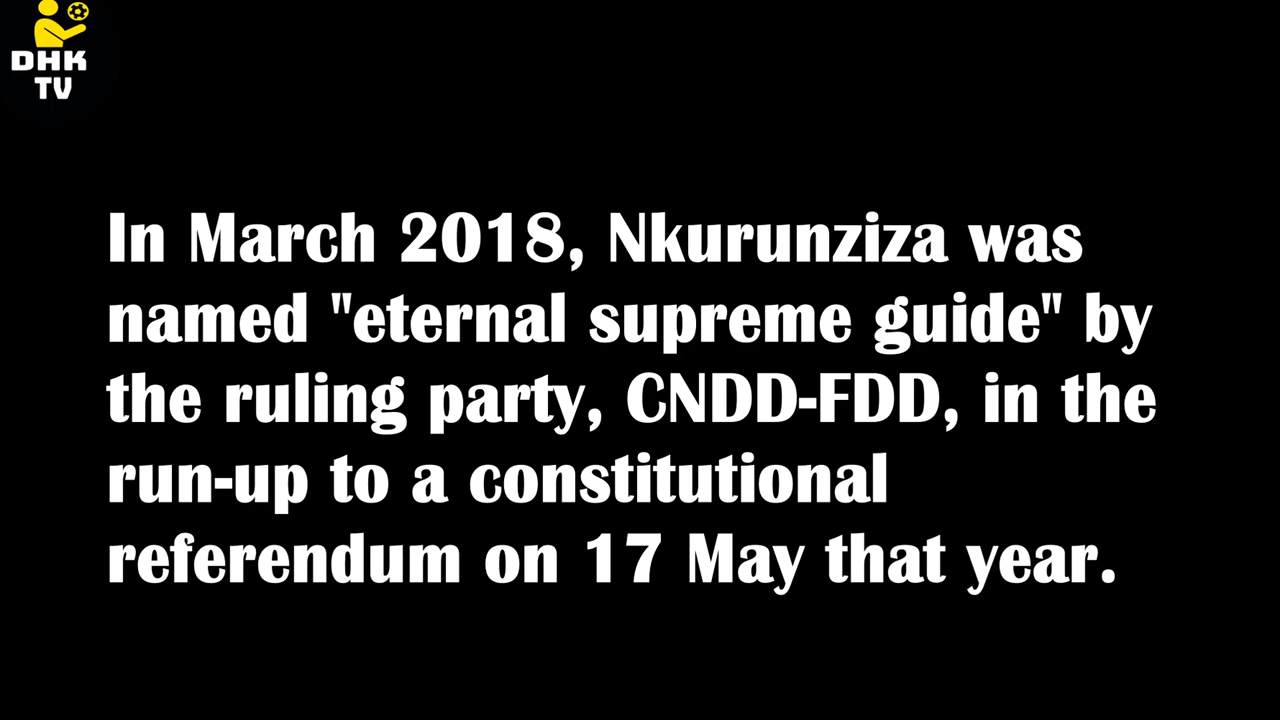 DHK
TV
In March 2018, Nkurunziza was
named "eternal supreme guide" by
the ruling party, CNDD-FDD, in the
run-up to a constitutional
referendum on 17 May that year.